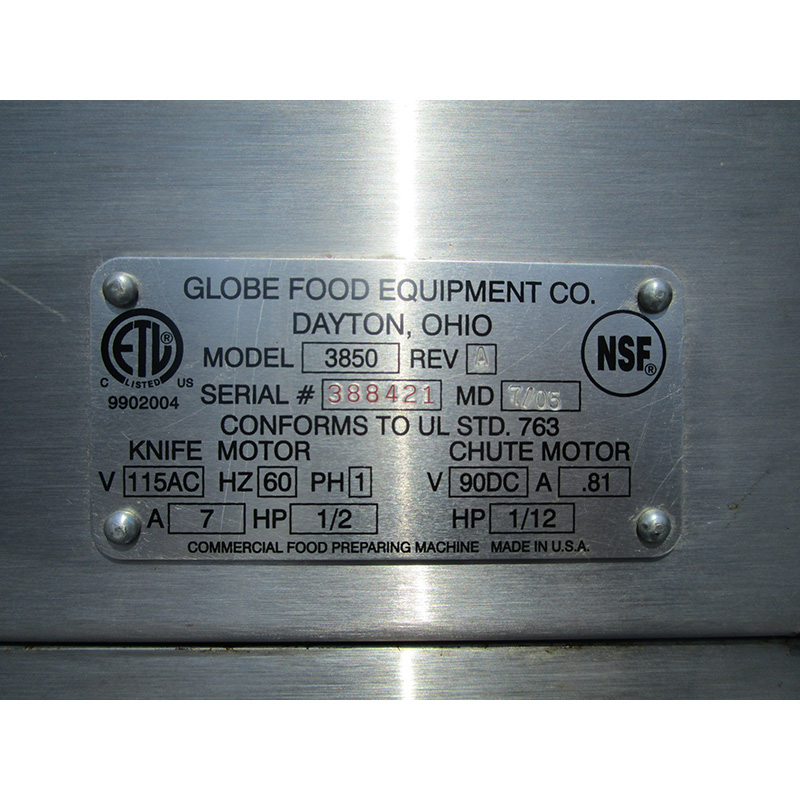 GLOBE FOOD EQUIPMENT CO.
DAYTON, OHIO
MODEL 3850 REV A
ETL ® C LISTED US
9902004
NSF®
SERIAL # 388421 MD 7/05
CONFORMS TO UL STD. 763
KNIFE MOTOR CHUTE MOTOR
V 115AC HZ 60 PH 1 V 90DC A .81
A 7 HP 1/2 HP 1/12
COMMERCIAL FOOD PREPARING MACHINE MADE IN U.S.A.